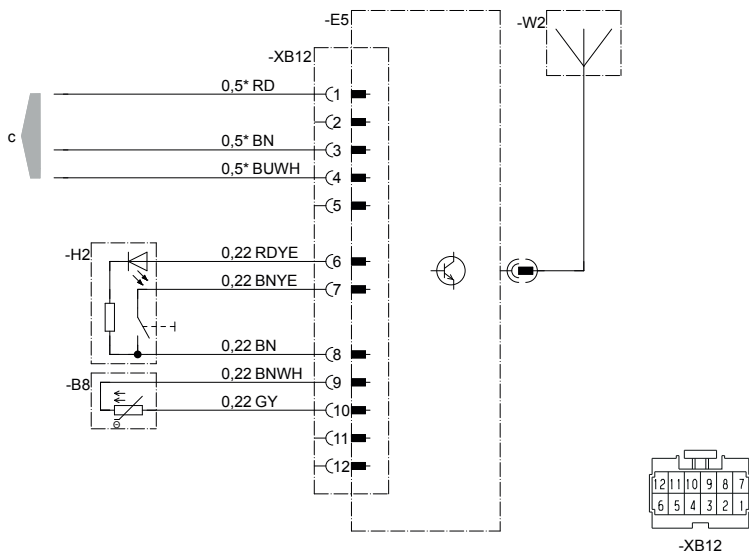 -E5
-W2
-XB12
0,5* RD
1
2
c
0,5* BN
3
0,5* BUWH
4
5
-H2
0,22 RDYE
6
0,22 BNYE
7
0,22 BN
8
-B8
0,22 BNWH
9
0,22 GY
10
11
12
12 11 10 9 8 7
6 5 4 3 2 1
-XB12